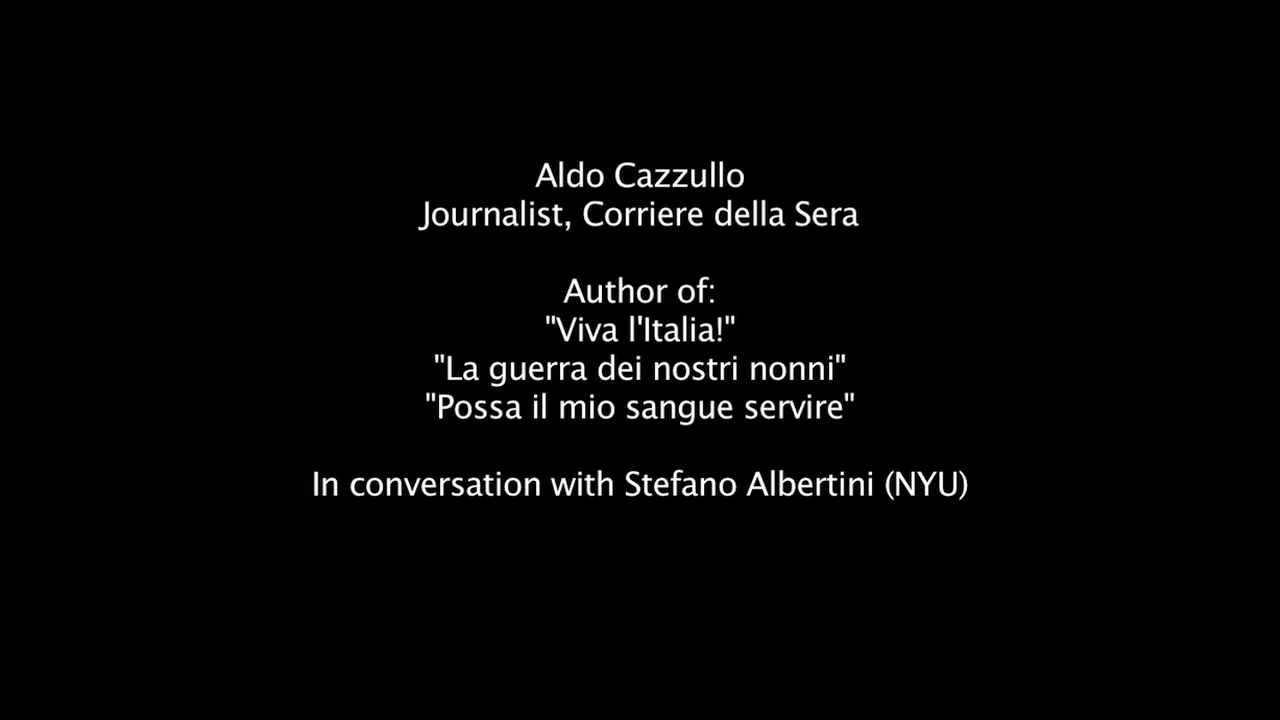 Aldo Cazzullo
Journalist, Corriere della Sera
Author of:
"Viva l'Italia!"
"La guerra dei nostri nonni"
"Possa il mio sangue servire"
In conversation with Stefano Albertini (NYU)